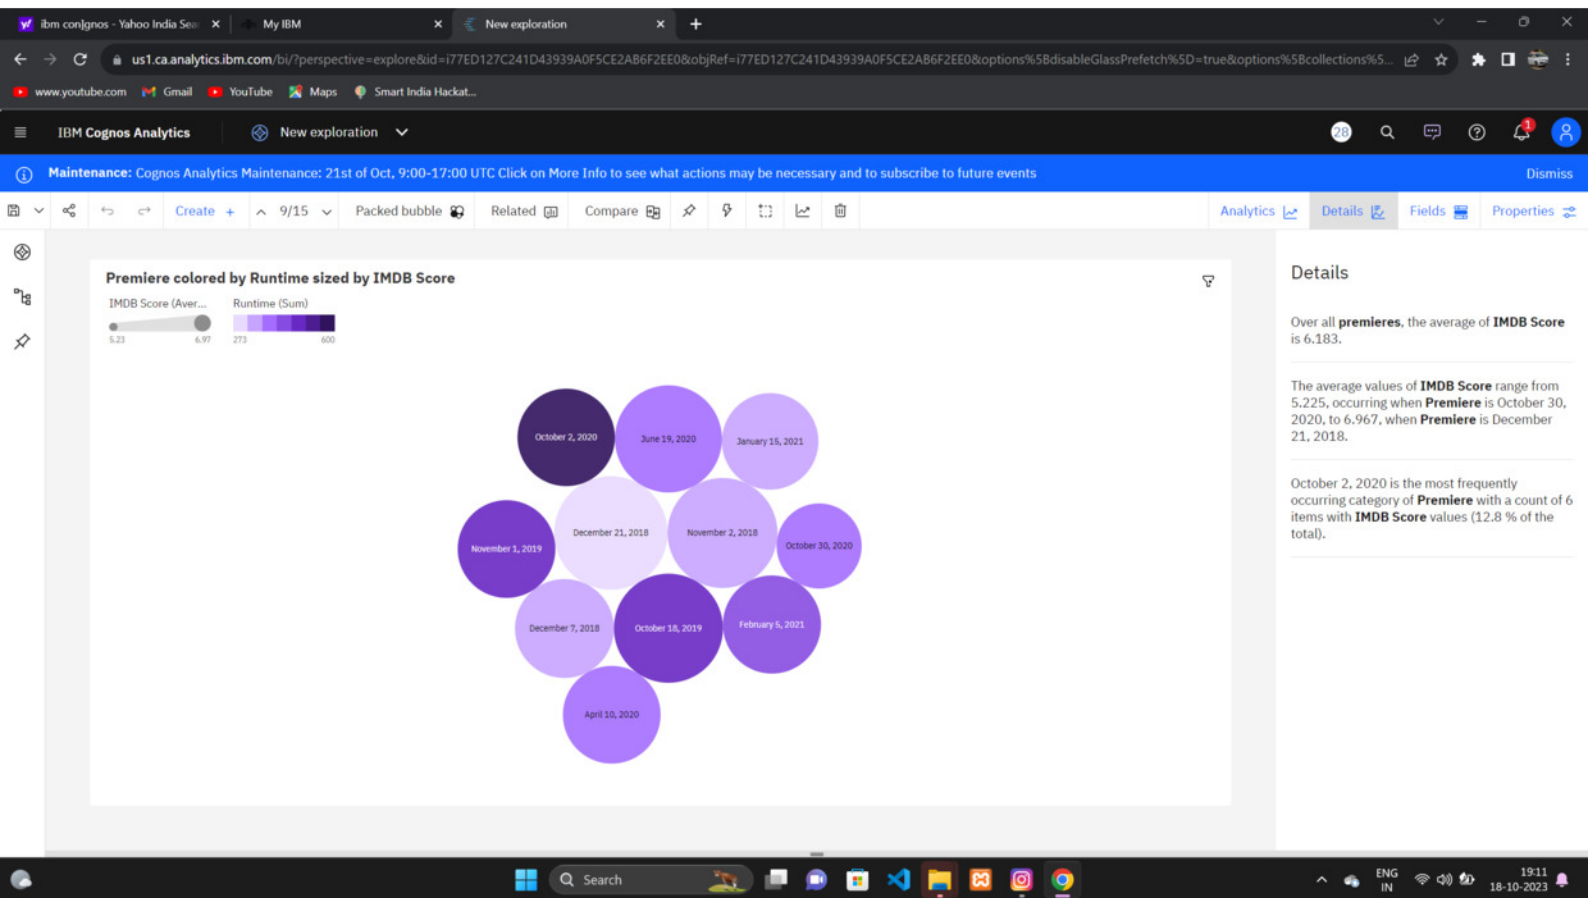 ibm con]gnos - Yahoo India Sea
My IBM
New exploration
us1.ca.analytics.ibm.com/bi/?perspective=explore&id=i77ED127C241D43939A0F5CE2AB6F2EE0&objRef=i77ED127C241D43939A0F5CE2AB6F2EE0&options%5BdisableGlassPrefetch%5D=true&options%5Bcollections%5...
www.youtube.com Gmail YouTube Maps Smart India Hackat...
IBM Cognos Analytics New exploration 28 1
Maintenance: Cognos Analytics Maintenance: 21st of Oct, 9:00-17:00 UTC Click on More Info to see what actions may be necessary and to subscribe to future events Dismiss
Create + 9/15 Packed bubble Related Compare Analytics Details Fields Properties
Premiere colored by Runtime sized by IMDB Score
IMDB Score (Aver... Runtime (Sum)
5.23 6.97 273 600
October 2, 2020
June 19, 2020
January 15, 2021
December 21, 2018
November 2, 2018
October 30, 2020
November 1, 2019
December 7, 2018
October 18, 2019
February 5, 2021
April 10, 2020
Details
Over all premieres, the average of IMDB Score
is 6.183.
The average values of IMDB Score range from
5.225, occurring when Premiere is October 30,
2020, to 6.967, when Premiere is December
21, 2018.
October 2, 2020 is the most frequently
occurring category of Premiere with a count of 6
items with IMDB Score values (12.8 % of the
total).
Search
ENG
IN
19:11
18-10-2023